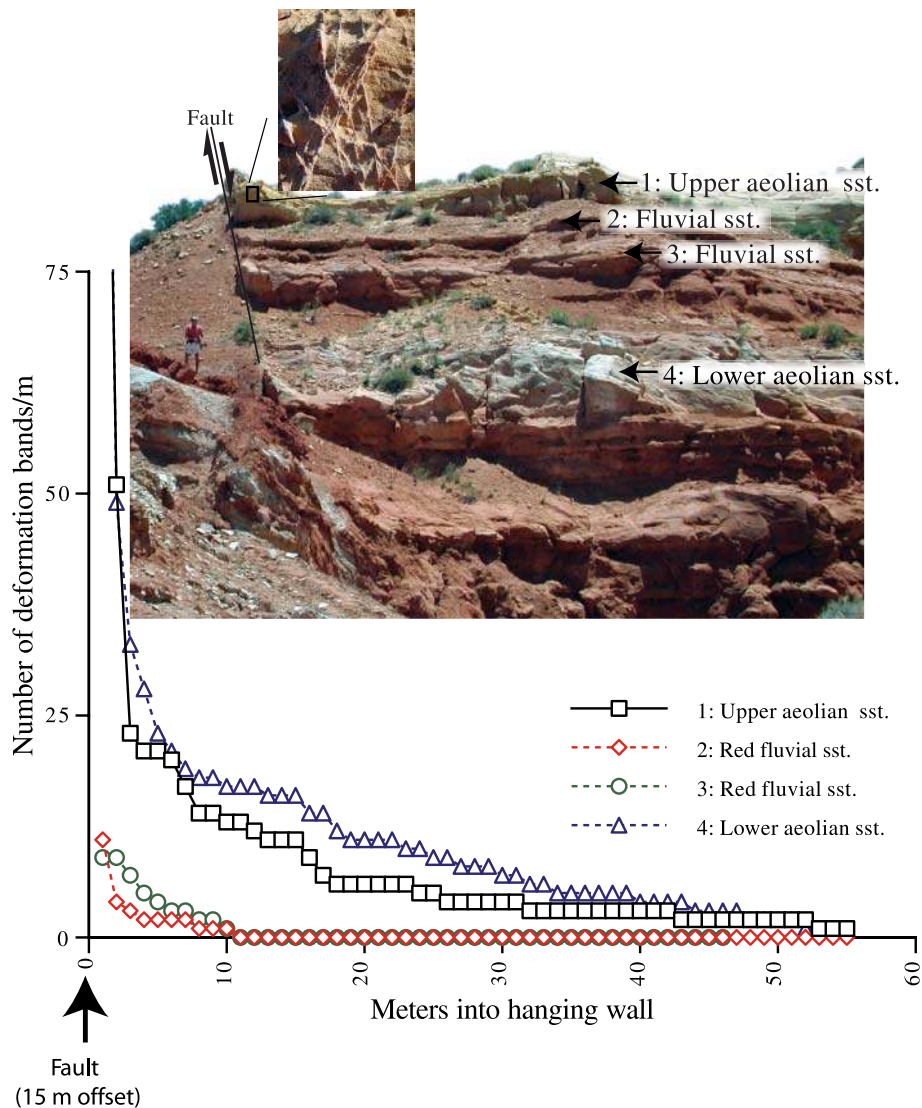 Fault
1: Upper aeolian sst.
2: Fluvial sst.
3: Fluvial sst.
4: Lower aeolian sst.
75
50
25
0
Number of deformation bands/m
1: Upper aeolian sst.
2: Red fluvial sst.
3: Red fluvial sst.
4: Lower aeolian sst.
0 10 20 30 40 50 60
Meters into hanging wall
Fault
(15 m offset)